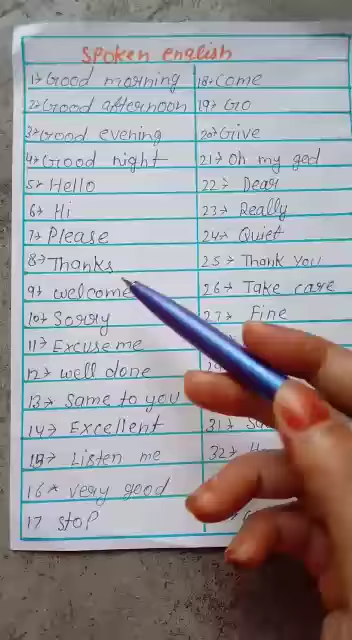 Spoken english
1→Good morning
2→Good afternoon
3→Good evening
4→Good night
5→Hello
6→Hi
7→Please
8→Thanks
9→welcome
10→Sorry
11→Excuse me
12→well done
13→Same to you
14→Excellent
15→Listen me
16→very good
17 stop
18→Come
19→Go
20→Give
21→Oh my god
22→Dear
23→Really
24→Quiet
25→Thank you
26→Take care
27→Fine
31→
32→